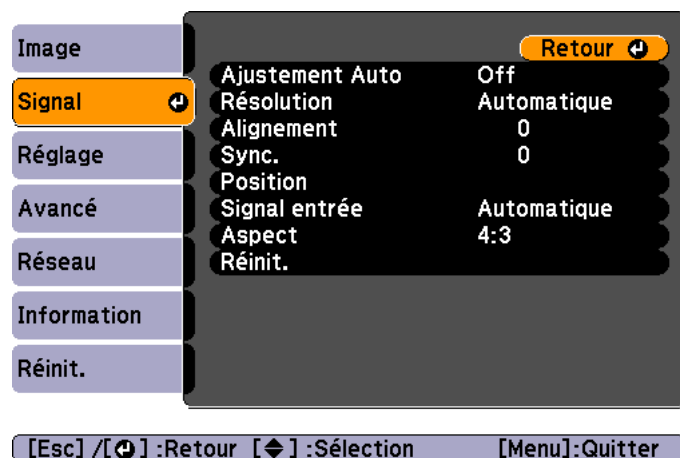 Image
Signal
Réglage
Avancé
Réseau
Information
Réinit.
Retour
Ajustement Auto Off
Résolution Automatique
Alignement 0
Sync. 0
Position
Signal entrée Automatique
Aspect 4:3
Réinit.
[Esc] /[⏎] :Retour [◆] :Sélection [Menu]:Quitter